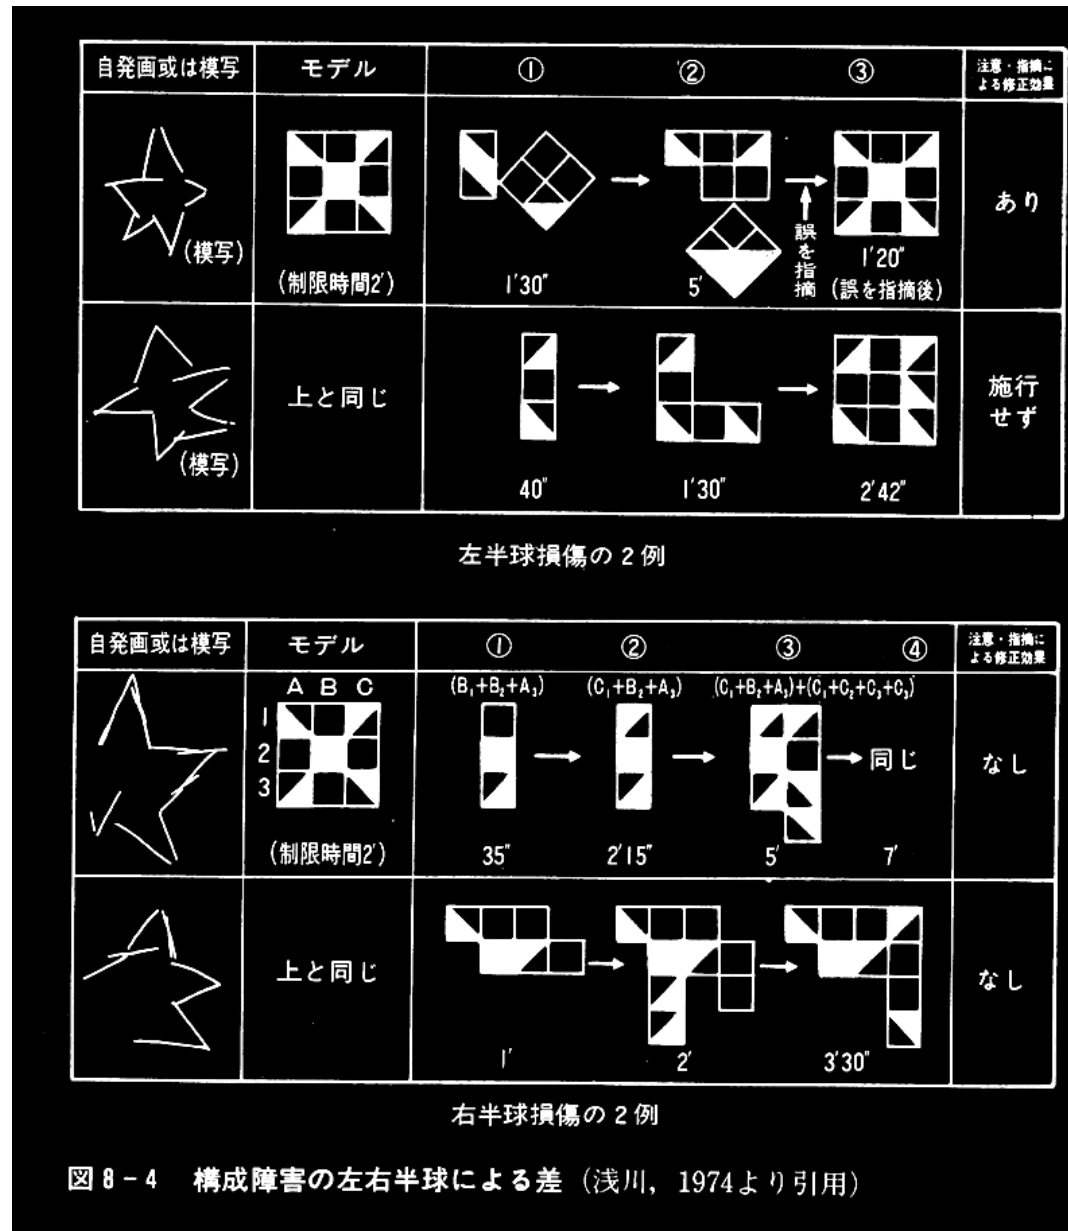 自発画或は模写 モデル ① ② ③ 注意・指摘に
よる修正効果
(模写)
(制限時間2′)
1′30″
5′
誤を指摘
1′20″
(誤を指摘後)
あり
(模写)
上と同じ
40″
1′30″
2′42″
施行
せず
左半球損傷の2例
自発画或は模写 モデル ① ② ③ ④ 注意・指摘に
よる修正効果
A B C
1
2
3
(制限時間2′)
(B₁+B₂+A₃) (C₁+B₂+A₃) (C₁+B₂+A₃)+(C₁+C₂+C₃+C₃)
同じ
35″ 2′15″ 5′ 7′
なし
上と同じ
1′ 2′ 3′30″
なし
右半球損傷の2例
図8-4 構成障害の左右半球による差(浅川,1974より引用)